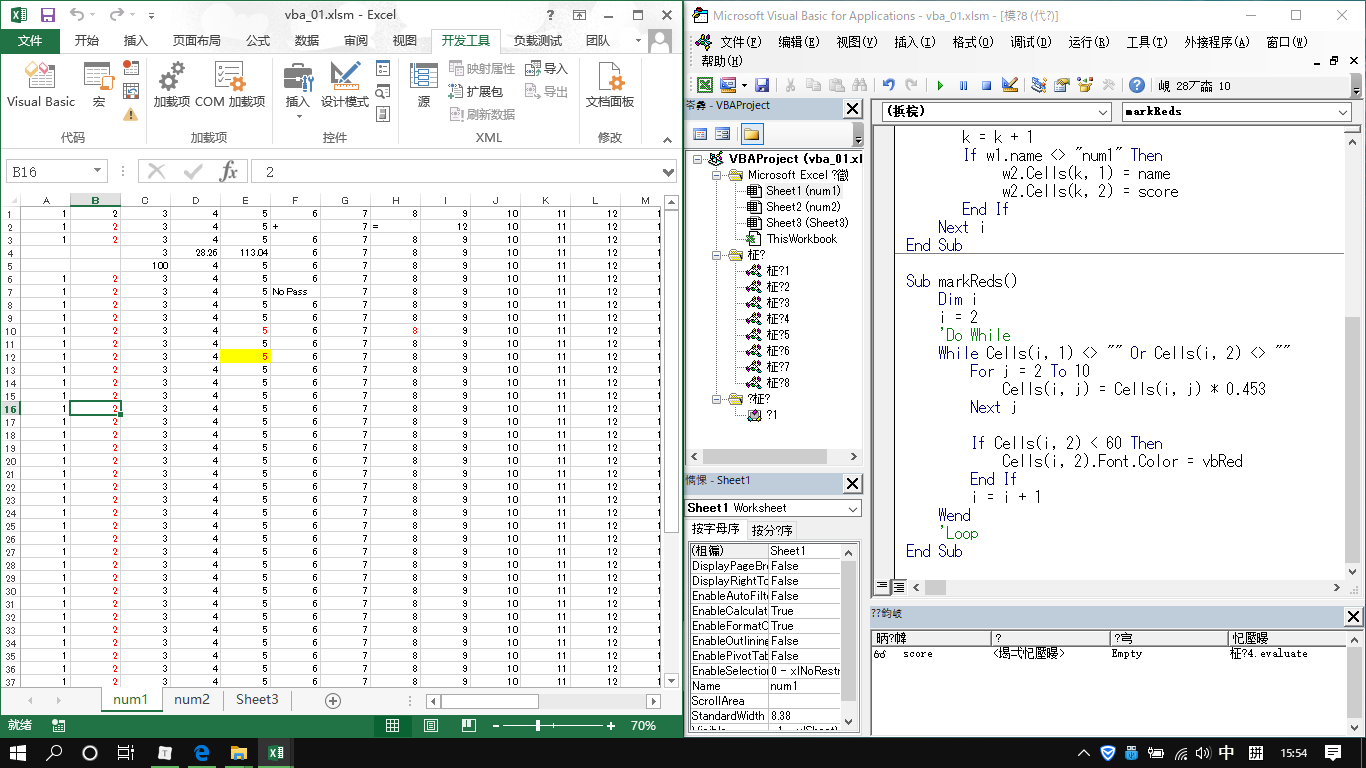 vba_01.xlsm - Excel
文件 开始 插入 页面布局 公式 数据 审阅 视图 开发工具 负载测试 团队
Visual Basic 宏 加载项 COM 加载项 插入 设计模式 源 映射属性 导入 文档面板
扩展包 导出
刷新数据
代码 加载项 控件 XML 修改
B16 fx 2
A B C D E F G H I J K L M
1 1 2 3 4 5 6 7 8 9 10 11 12 1
2 1 2 3 4 5 + 7 = 12 10 11 12 1
3 1 2 3 4 5 6 7 8 9 10 11 12 1
4 3 28.26 113.04 6 7 8 9 10 11 12 1
5 100 4 5 6 7 8 9 10 11 12 1
6 1 2 3 4 5 6 7 8 9 10 11 12 1
7 1 2 3 4 5 No Pass 7 8 9 10 11 12 1
8 1 2 3 4 5 6 7 8 9 10 11 12 1
9 1 2 3 4 5 6 7 8 9 10 11 12 1
10 1 2 3 4 5 6 7 8 9 10 11 12 1
11 1 2 3 4 5 6 7 8 9 10 11 12 1
12 1 2 3 4 5 6 7 8 9 10 11 12 1
13 1 2 3 4 5 6 7 8 9 10 11 12 1
14 1 2 3 4 5 6 7 8 9 10 11 12 1
15 1 2 3 4 5 6 7 8 9 10 11 12 1
16 1 2 3 4 5 6 7 8 9 10 11 12 1
17 1 2 3 4 5 6 7 8 9 10 11 12 1
18 1 2 3 4 5 6 7 8 9 10 11 12 1
19 1 2 3 4 5 6 7 8 9 10 11 12 1
20 1 2 3 4 5 6 7 8 9 10 11 12 1
21 1 2 3 4 5 6 7 8 9 10 11 12 1
22 1 2 3 4 5 6 7 8 9 10 11 12 1
23 1 2 3 4 5 6 7 8 9 10 11 12 1
24 1 2 3 4 5 6 7 8 9 10 11 12 1
25 1 2 3 4 5 6 7 8 9 10 11 12 1
26 1 2 3 4 5 6 7 8 9 10 11 12 1
27 1 2 3 4 5 6 7 8 9 10 11 12 1
28 1 2 3 4 5 6 7 8 9 10 11 12 1
29 1 2 3 4 5 6 7 8 9 10 11 12 1
30 1 2 3 4 5 6 7 8 9 10 11 12 1
31 1 2 3 4 5 6 7 8 9 10 11 12 1
32 1 2 3 4 5 6 7 8 9 10 11 12 1
33 1 2 3 4 5 6 7 8 9 10 11 12 1
34 1 2 3 4 5 6 7 8 9 10 11 12 1
35 1 2 3 4 5 6 7 8 9 10 11 12 1
36 1 2 3 4 5 6 7 8 9 10 11 12 1
37 1 2 3 4 5 6 7 8 9 10 11 12 1
num1 num2 Sheet3
就绪 70%
Microsoft Visual Basic for Applications - vba_01.xlsm - [模?8 (代?)]
文件(F) 编辑(E) 视图(V) 插入(I) 格式(O) 调试(D) 运行(R) 工具(T) 外接程序(A) 窗口(W)
帮助(H)
- VBAProject
VBAProject (vba_01.xl
Microsoft Excel
Sheet1 (num1)
Sheet2 (num2)
Sheet3 (Sheet3)
ThisWorkbook
柾?
柾?1
柾?2
柾?3
柾?4
柾?5
柾?6
柾?7
柾?8
?柾?
?1
- Sheet1
Sheet1 Worksheet
按字母序 按分?序
Sheet1
DisplayPageBr False
DisplayRightTo False
EnableAutoFilt False
EnableCalculat True
EnableFormatC True
EnableOutlining False
EnablePivotTab False
EnableSelection 0 - xlNoRestr
Name num1
ScrollArea
StandardWidth 8.38
markReds
k = k + 1
If w1.name <> "num1" Then
w2.Cells(k, 1) = name
w2.Cells(k, 2) = score
End If
Next i
End Sub
Sub markReds()
Dim i
i = 2
'Do While
While Cells(i, 1) <> "" Or Cells(i, 2) <> ""
For j = 2 To 10
Cells(i, j) = Cells(i, j) * 0.453
Next j
If Cells(i, 2) < 60 Then
Cells(i, 2).Font.Color = vbRed
End If
i = i + 1
Wend
'Loop
End Sub
score Empty 柾?4.evaluate
中 拼 15:54